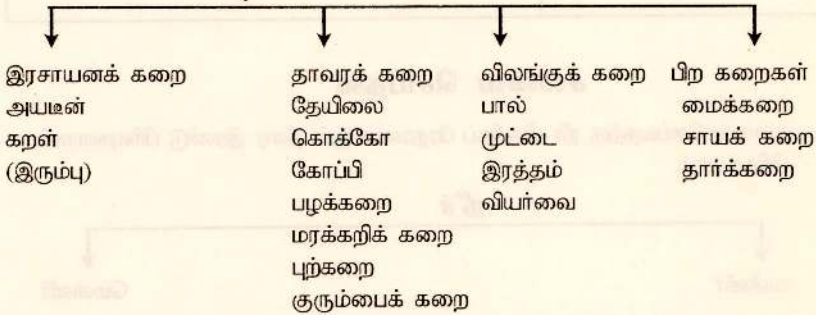 இரசாயனக் கறை
அயடீன்
கறள்
(இரும்பு)
தாவரக் கறை
தேயிலை
கொக்கோ
கோப்பி
பழக்கறை
மரக்கறிக் கறை
புற்கறை
குரும்பைக் கறை
விலங்குக் கறை
பால்
முட்டை
இரத்தம்
வியர்வை
பிற கறைகள்
மைக்கறை
சாயக் கறை
தார்க்கறை